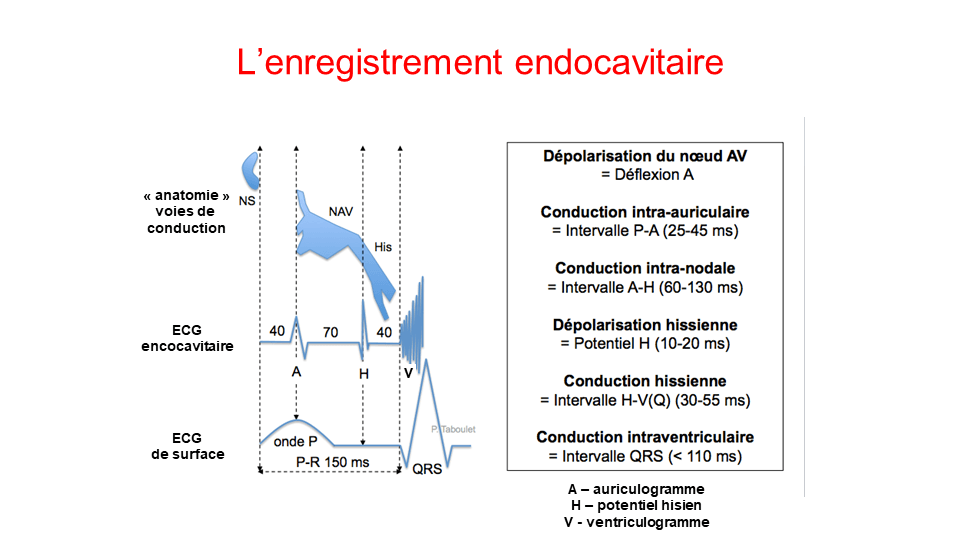 L’enregistrement endocavitaire
« anatomie »
voies de
conduction
NS
NAV
His
ECG
encocavitaire
40
70
40
A
H
V
ECG
de surface
onde P
P. Taboulet
P-R 150 ms
QRS
Dépolarisation du nœud AV
= Déflexion A
Conduction intra-auriculaire
= Intervalle P-A (25-45 ms)
Conduction intra-nodale
= Intervalle A-H (60-130 ms)
Dépolarisation hissienne
= Potentiel H (10-20 ms)
Conduction hissienne
= Intervalle H-V(Q) (30-55 ms)
Conduction intraventriculaire
= Intervalle QRS (< 110 ms)
A – auriculogramme
H – potentiel hisien
V - ventriculogramme